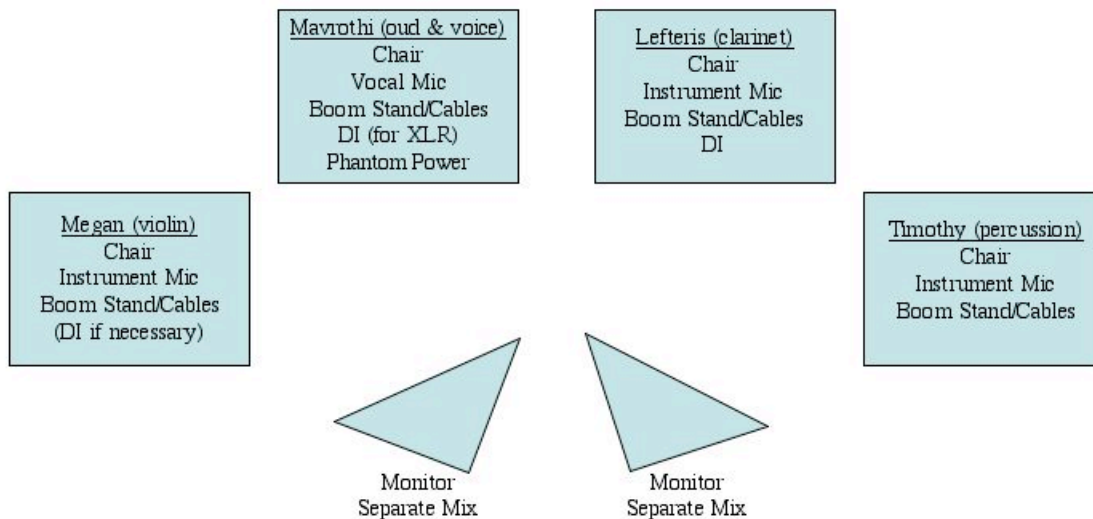 Mavrothi (oud & voice)
Chair
Vocal Mic
Boom Stand/Cables
DI (for XLR)
Phantom Power
Lefteris (clarinet)
Chair
Instrument Mic
Boom Stand/Cables
DI
Megan (violin)
Chair
Instrument Mic
Boom Stand/Cables
(DI if necessary)
Timothy (percussion)
Chair
Instrument Mic
Boom Stand/Cables
Monitor
Separate Mix
Monitor
Separate Mix